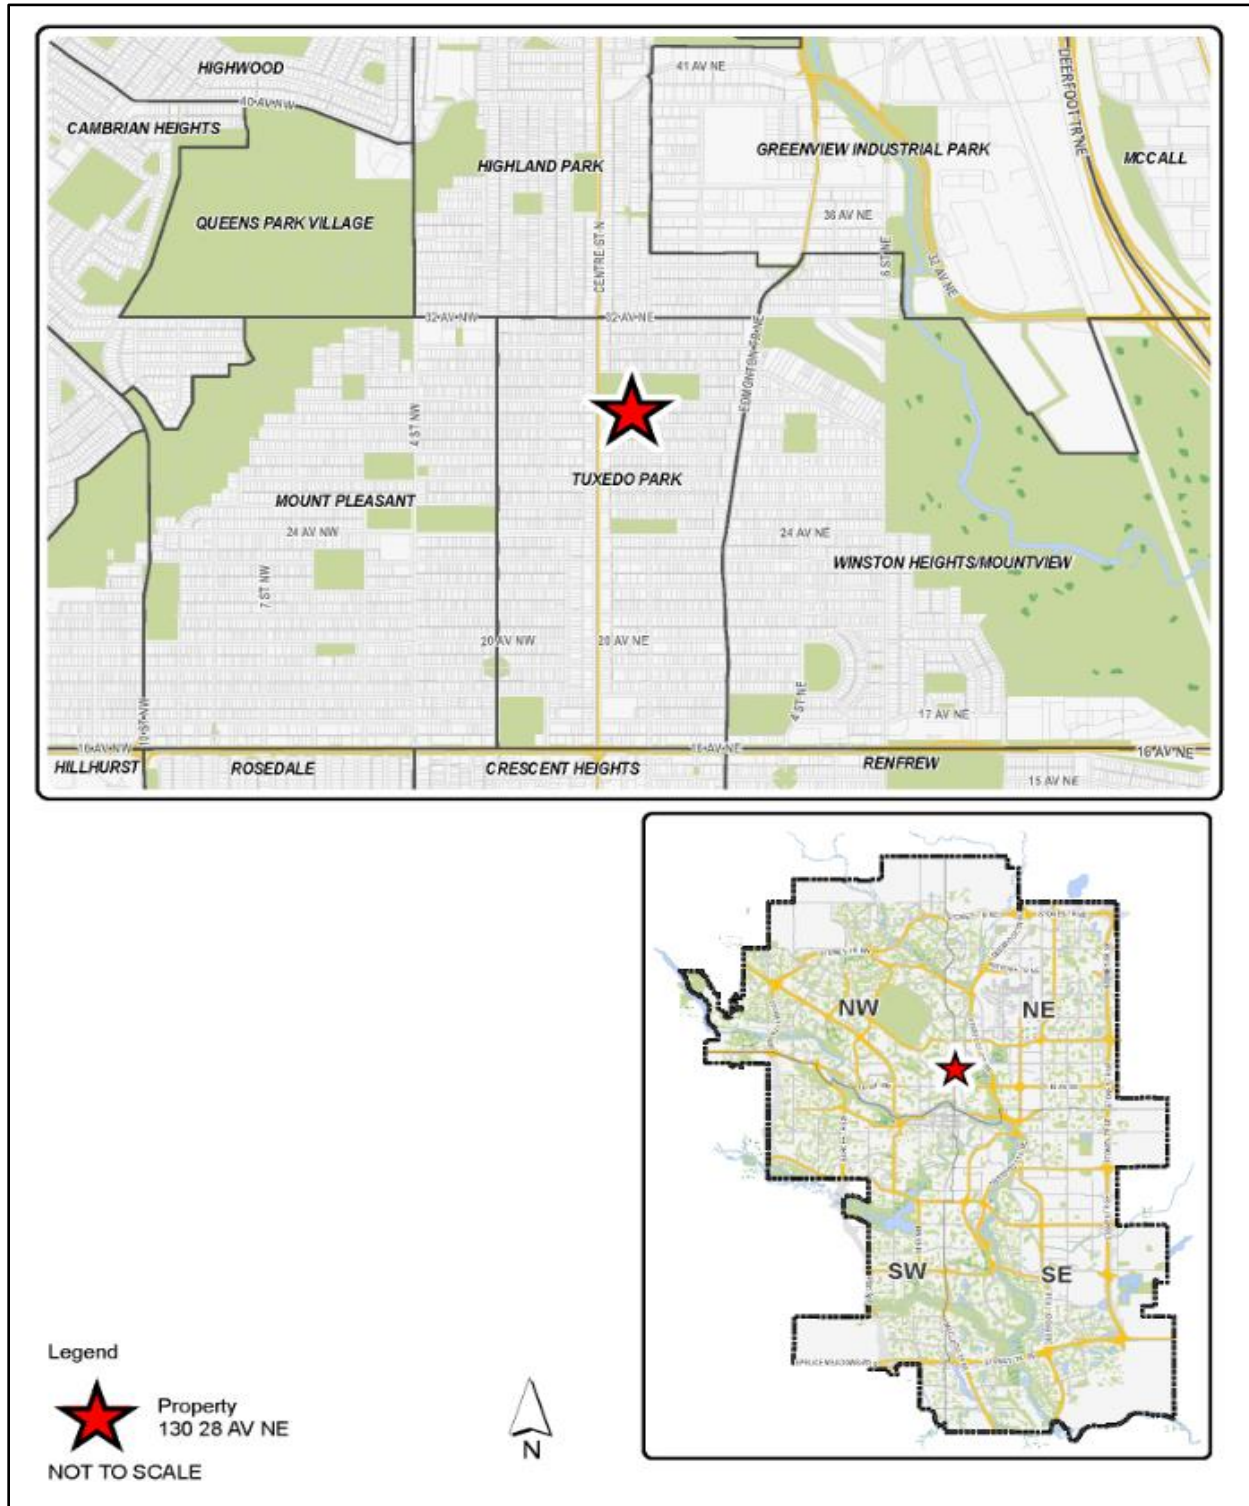 HIGHWOOD
40 AV NW
CAMBRIAN HEIGHTS
QUEENS PARK VILLAGE
HIGHLAND PARK
41 AV NE
GREENVIEW INDUSTRIAL PARK
DEERFOOT TR NE
MCCALL
36 AV NE
CENTRE ST N
6 ST NE
32 AV NE
32 AV NW
32 AV NE
EDMONTON TR NE
4 ST NW
TUXEDO PARK
MOUNT PLEASANT
24 AV NW
24 AV NE
WINSTON HEIGHTS/MOUNTVIEW
7 ST NW
20 AV NW
20 AV NE
4 ST NE
17 AV NE
10 ST NW
16 AV NW
16 AV NE
16 AV NE
HILLHURST
ROSEDALE
CRESCENT HEIGHTS
RENFREW
15 AV NE
NW
NE
SW
SE
Legend
Property
130 28 AV NE
N
NOT TO SCALE